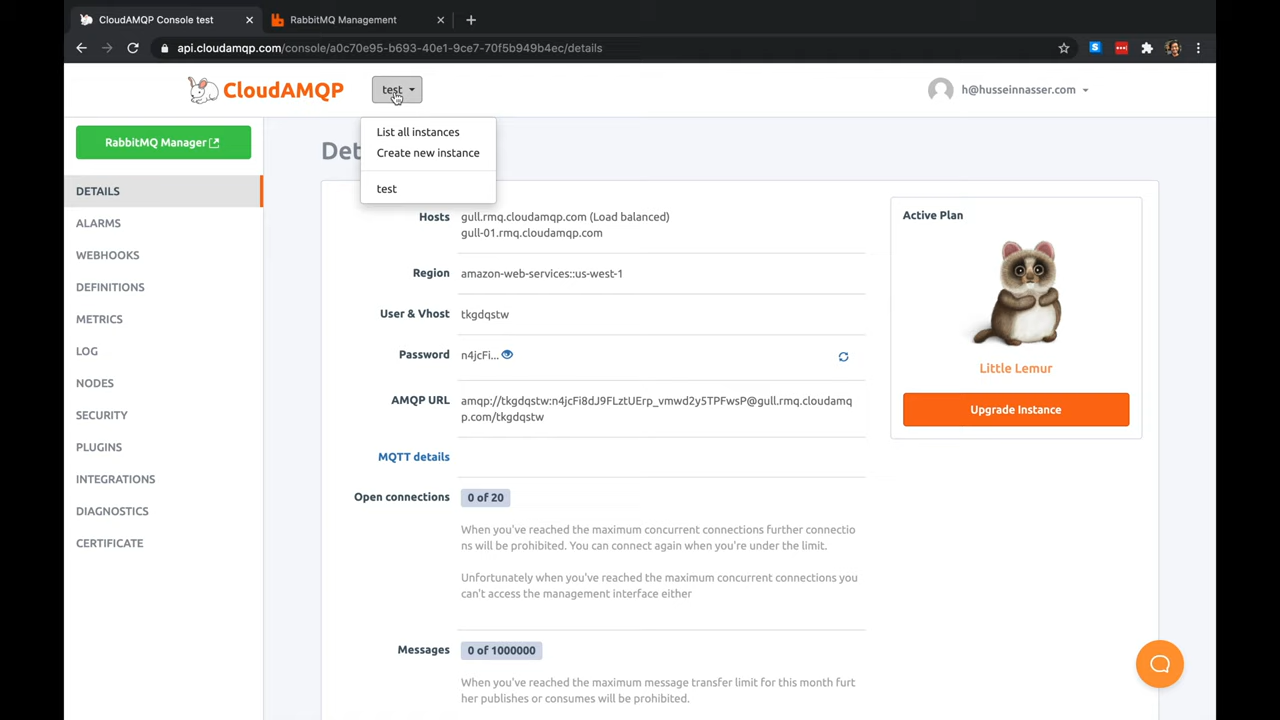 CloudAMQP Console test
RabbitMQ Management
api.cloudamqp.com/console/a0c70e95-b693-40e1-9ce7-70f5b949b4ec/details
CloudAMQP
test
h@husseinnasser.com
List all instances
Create new instance
test
RabbitMQ Manager
DETAILS
ALARMS
WEBHOOKS
DEFINITIONS
METRICS
LOG
NODES
SECURITY
PLUGINS
INTEGRATIONS
DIAGNOSTICS
CERTIFICATE
Det
Hosts
gull.rmq.cloudamqp.com (Load balanced)
gull-01.rmq.cloudamqp.com
Region
amazon-web-services::us-west-1
User & Vhost
tkgdqstw
Password
n4jcFi...
AMQP URL
amqp://tkgdqstw:n4jcFi8dJ9FLztUErp_vmwd2y5TPFwsP@gull.rmq.cloudamq
p.com/tkgdqstw
MQTT details
Open connections
0 of 20
When you've reached the maximum concurrent connections further connectio
ns will be prohibited. You can connect again when you're under the limit.
Unfortunately when you've reached the maximum concurrent connections you
can't access the management interface either
Messages
0 of 1000000
When you've reached the maximum message transfer limit for this month furt
her publishes or consumes will be prohibited.
Active Plan
Little Lemur
Upgrade Instance